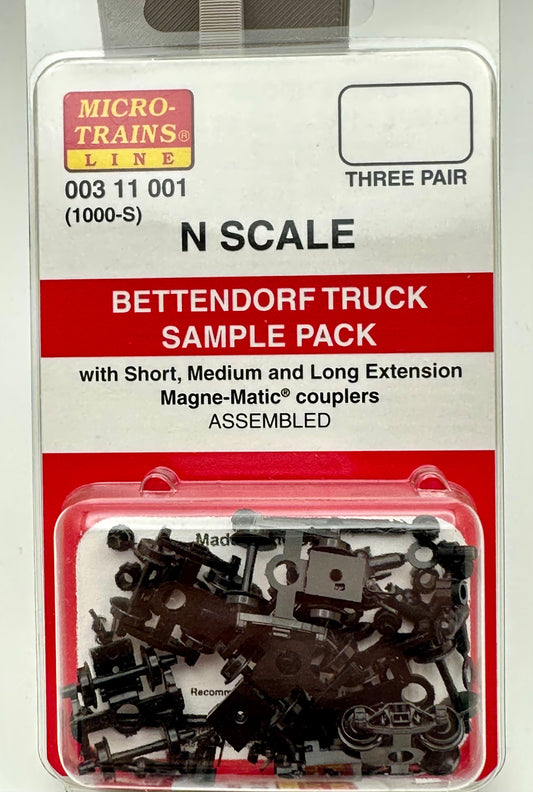 MICRO-
TRAINS®
LINE
003 11 001
(1000-S)
THREE PAIR
N SCALE
BETTENDORF TRUCK
SAMPLE PACK
with Short, Medium and Long Extension
Magne-Matic® couplers
ASSEMBLED
Made